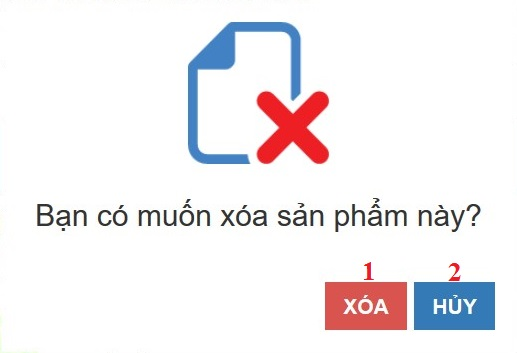 Bạn có muốn xóa sản phẩm này?
1 2
XÓA HỦY